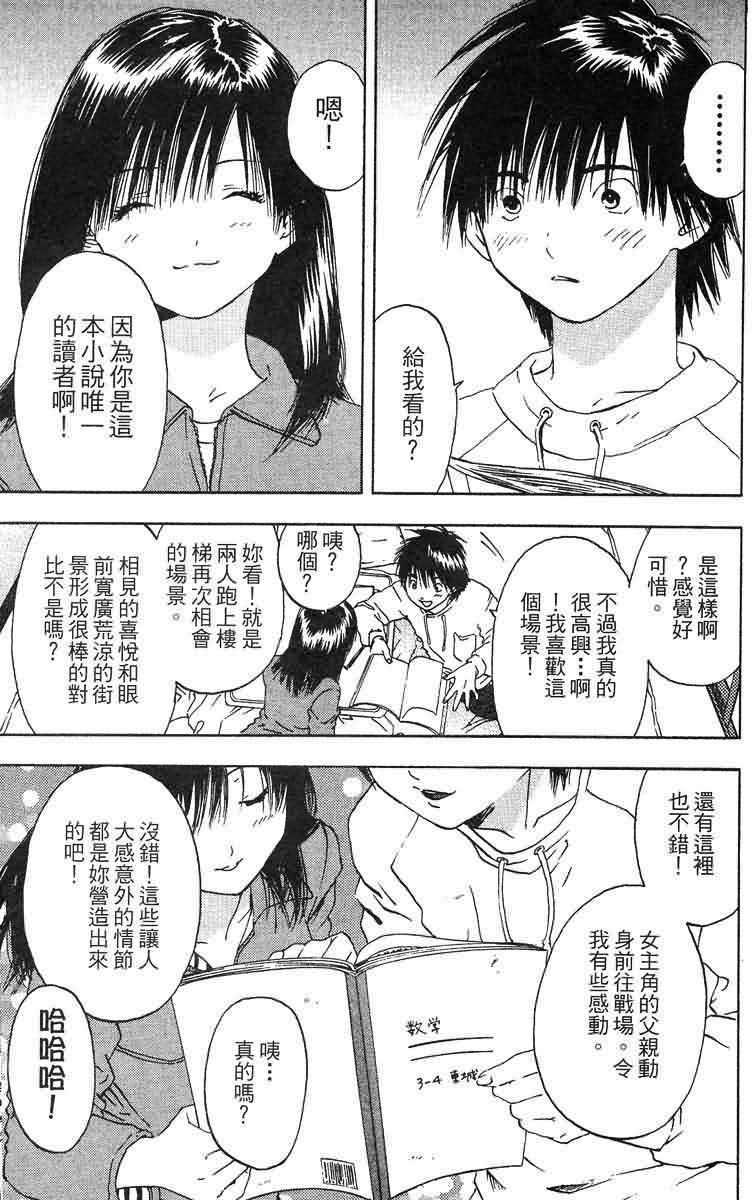 ………
給我看的？
嗯！
因為你是這
本小說唯一
的讀者啊！
是這樣啊
？感覺好
可惜。
不過我真的
很高興…啊
！我喜歡這
個場景！
咦？
哪個？
妳看！就是
兩人跑上樓
梯再次相會
的場景。
相見的喜悅和眼
前寬廣荒涼的街
景形成很棒的對
比不是嗎？
還有這裡
也不錯！
女主角的父親動
身前往戰場。令
我有些感動。
数学
3-4 東城
咦…
真的嗎？
沒錯！這些讓人
大感意外的情節
都是妳營造出來
的吧！
哈哈哈！